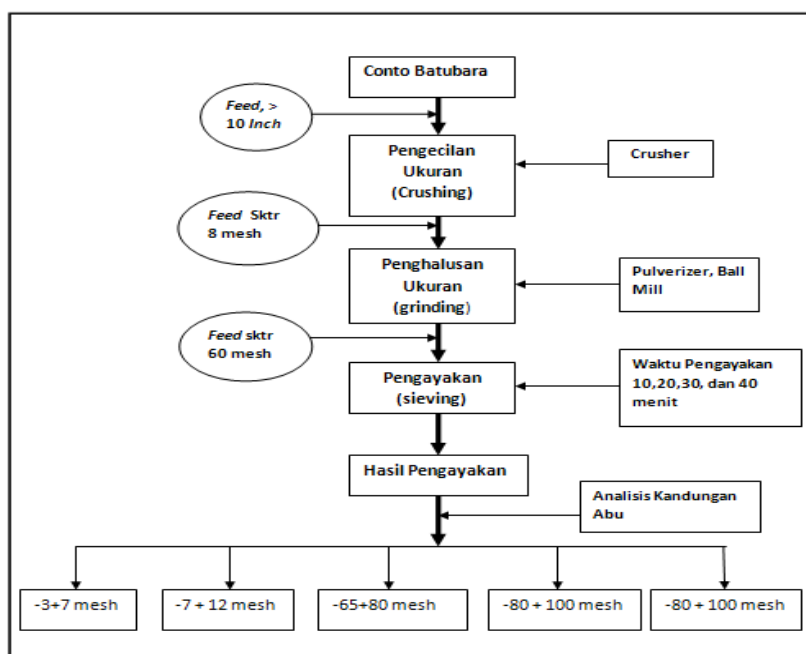 Conto Batubara
Feed, >
10 Inch
Pengecilan
Ukuran
(Crushing)
Crusher
Feed Sktr
8 mesh
Penghalusan
Ukuran
(grinding)
Pulverizer, Ball
Mill
Feed sktr
60 mesh
Pengayakan
(sieving)
Waktu Pengayakan
10,20,30, dan 40
menit
Hasil Pengayakan
Analisis Kandungan
Abu
-3+7 mesh
-7 + 12 mesh
-65+80 mesh
-80 + 100 mesh
-80 + 100 mesh